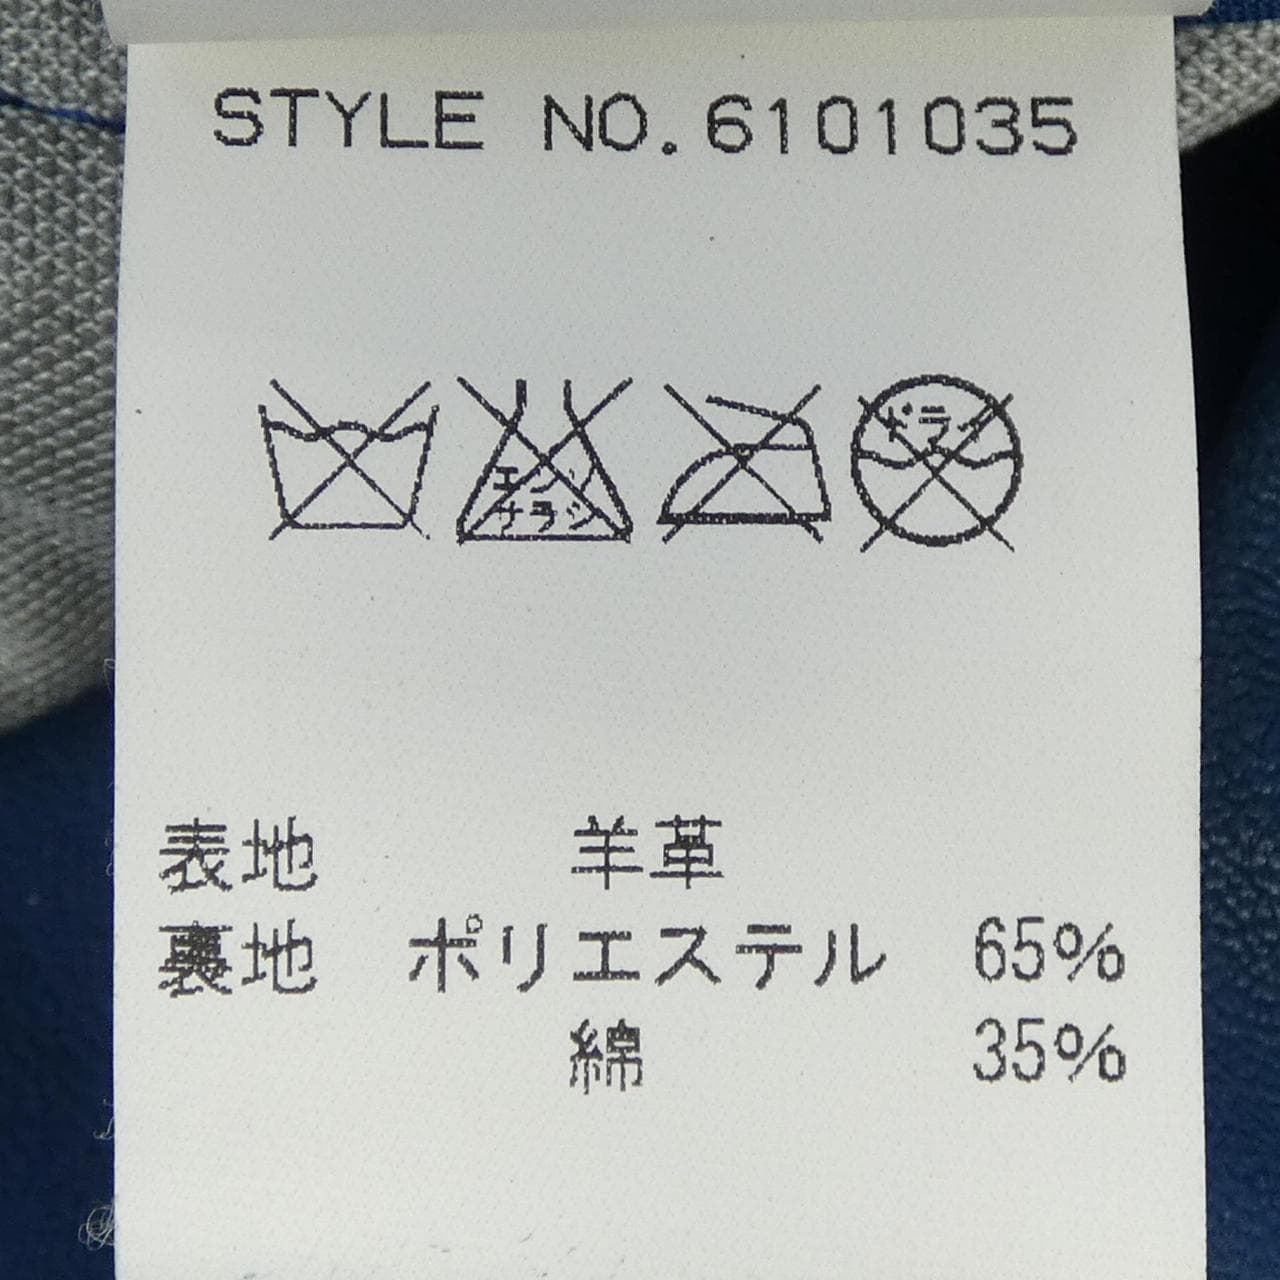 STYLE NO.6101035
エンソ ドライ
サラシ
表地 羊革
裏地 ポリエステル 65%
綿 35%